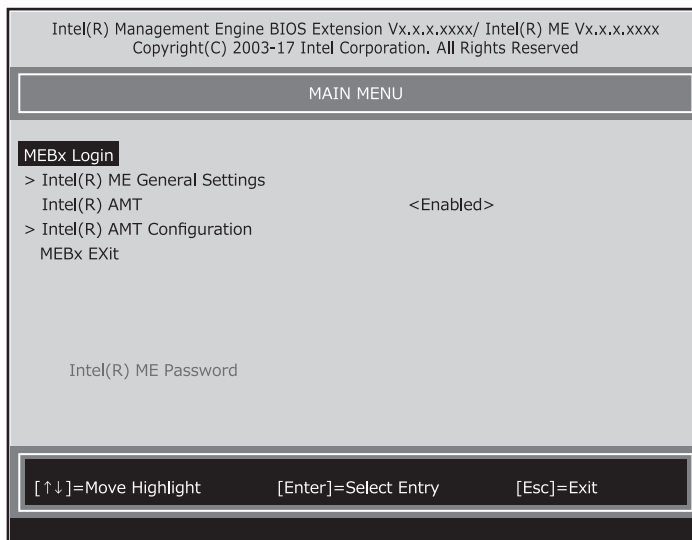 Intel(R) Management Engine BIOS Extension Vx.x.x.xxxx/ Intel(R) ME Vx.x.x.xxxx
Copyright(C) 2003-17 Intel Corporation. All Rights Reserved
MAIN MENU
MEBx Login
> Intel(R) ME General Settings
Intel(R) AMT <Enabled>
> Intel(R) AMT Configuration
MEBx EXit
Intel(R) ME Password
[↑↓]=Move Highlight [Enter]=Select Entry [Esc]=Exit